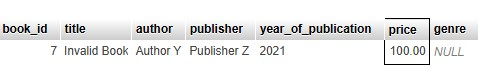 book_id title author publisher year_of_publication price genre
7 Invalid Book Author Y Publisher Z 2021 100.00 NULL